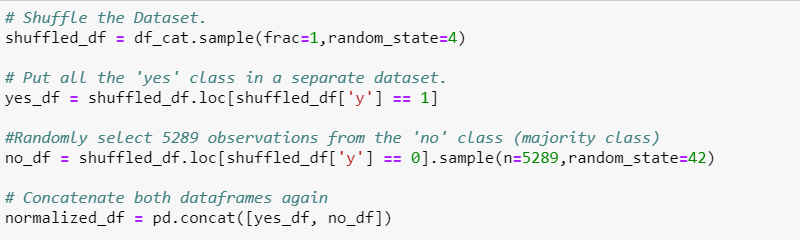 # Shuffle the Dataset.
shuffled_df = df_cat.sample(frac=1,random_state=4)
# Put all the 'yes' class in a separate dataset.
yes_df = shuffled_df.loc[shuffled_df['y'] == 1]
#Randomly select 5289 observations from the 'no' class (majority class)
no_df = shuffled_df.loc[shuffled_df['y'] == 0].sample(n=5289,random_state=42)
# Concatenate both dataframes again
normalized_df = pd.concat([yes_df, no_df])